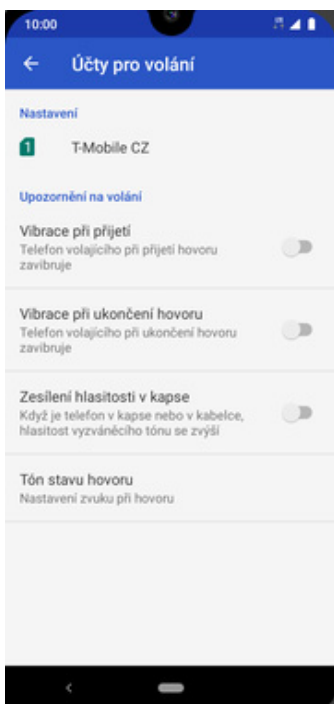 10:00
Účty pro volání
Nastavení
1
T-Mobile CZ
Upozornění na volání
Vibrace při přijetí
Telefon volajícího při přijetí hovoru
zavibruje
Vibrace při ukončení hovoru
Telefon volajícího při ukončení hovoru
zavibruje
Zesílení hlasitosti v kapse
Když je telefon v kapse nebo v kabelce,
hlasitost vyzváněcího tónu se zvýší
Tón stavu hovoru
Nastavení zvuku při hovoru